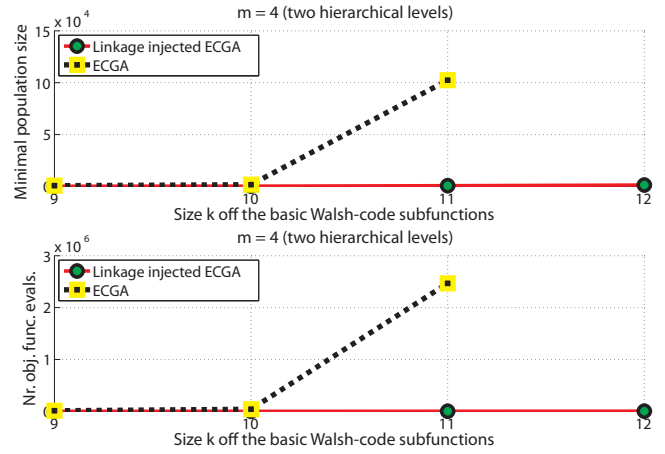 m = 4 (two hierarchical levels)
x 10^4
15
Linkage injected ECGA
ECGA
10
5
0
Minimal population size
9 10 11 12
Size k off the basic Walsh-code subfunctions
m = 4 (two hierarchical levels)
x 10^6
3
Linkage injected ECGA
ECGA
2
1
0
Nr. obj. func. evals.
9 10 11 12
Size k off the basic Walsh-code subfunctions